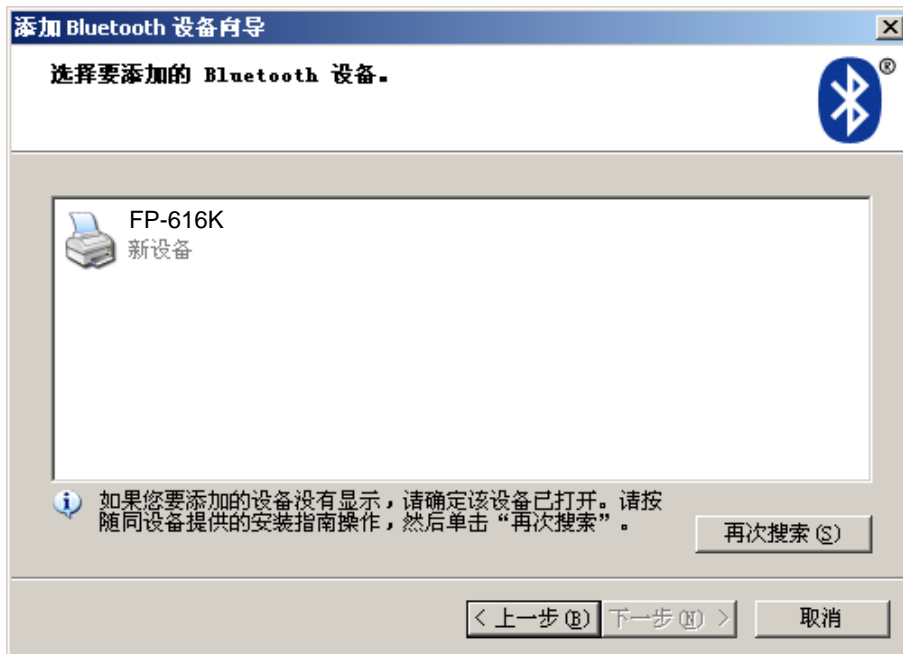 添加 Bluetooth 设备向导
选择要添加的 Bluetooth 设备。
®
FP-616K
新设备
如果您要添加的设备没有显示，请确定该设备已打开。请按
随同设备提供的安装指南操作，然后单击“再次搜索”。
再次搜索(S)
< 上一步(B) 下一步(N) > 取消